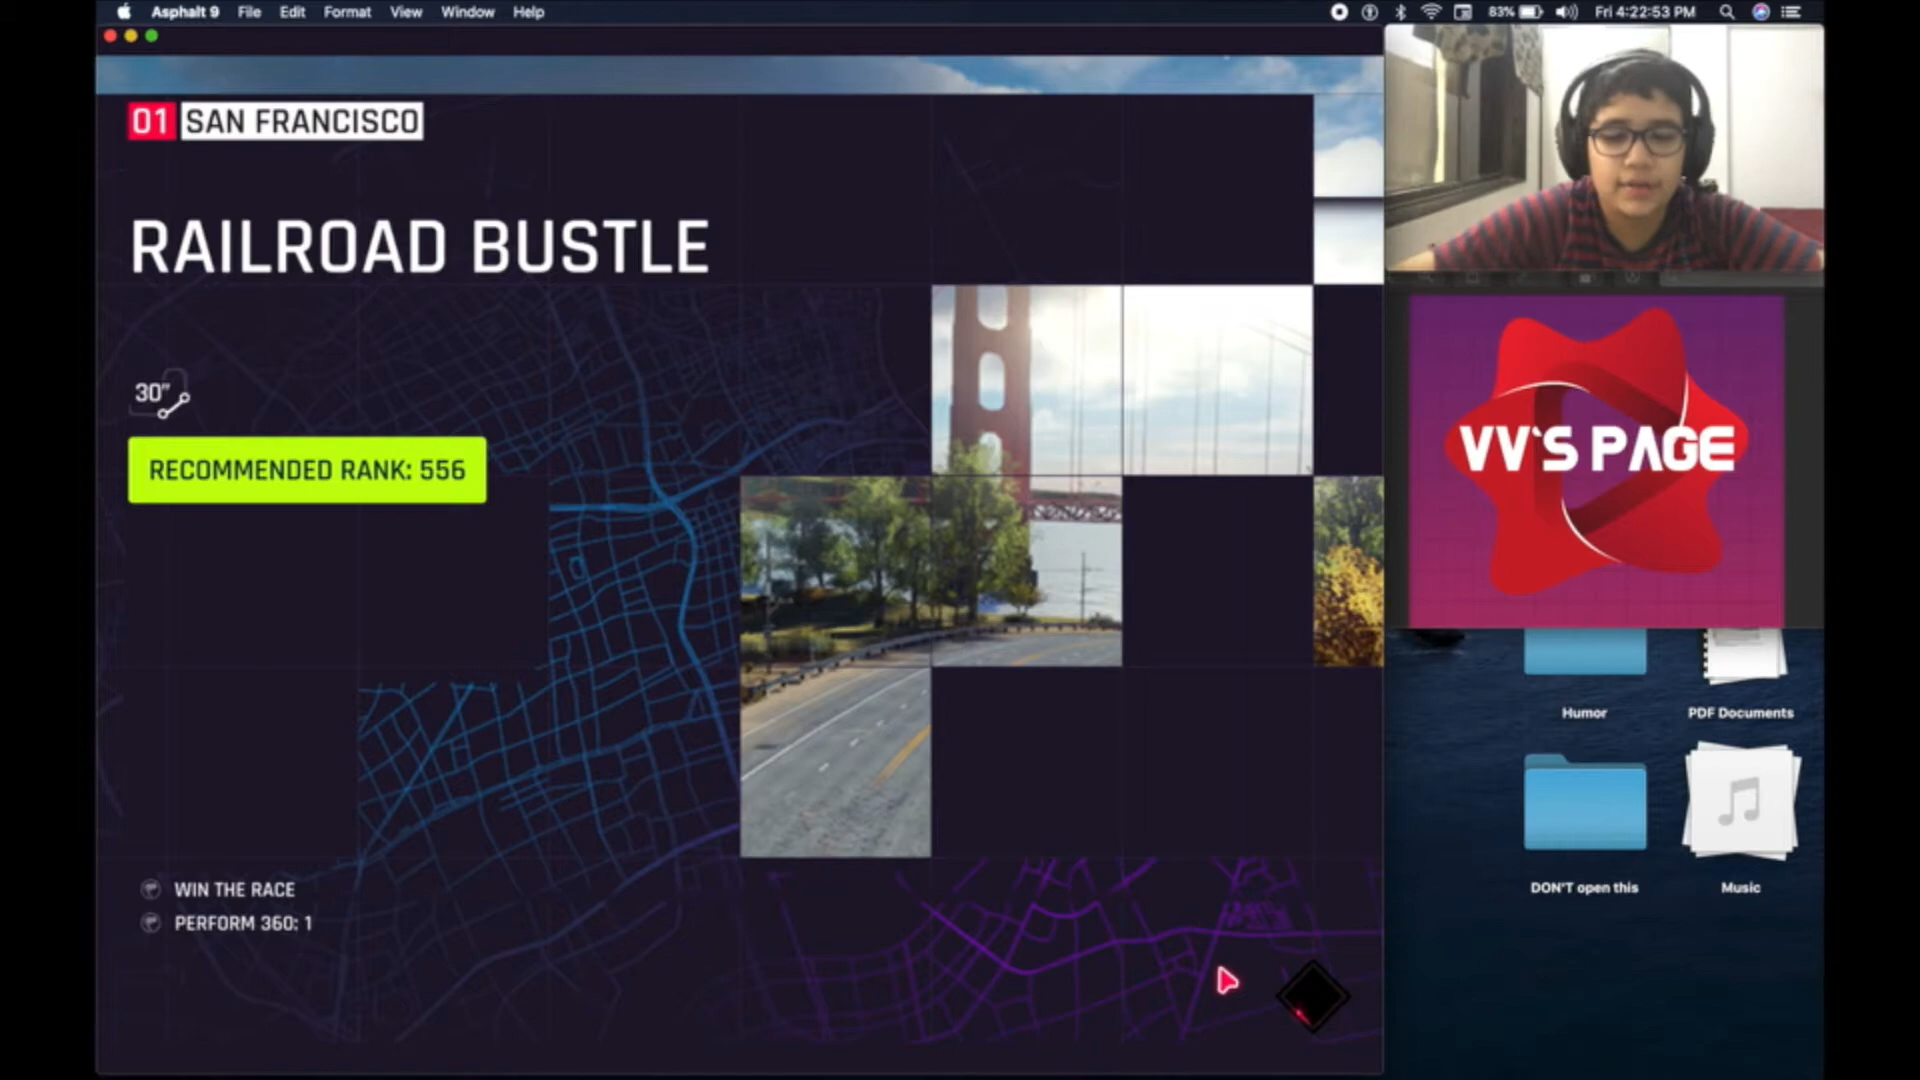 Asphalt 9 File Edit Format View Window Help
83% Fri 4:22:53 PM
01 SAN FRANCISCO
RAILROAD BUSTLE
30"
RECOMMENDED RANK: 556
WIN THE RACE
PERFORM 360: 1
VV`S PAGE
Humor
PDF Documents
DON'T open this
Music